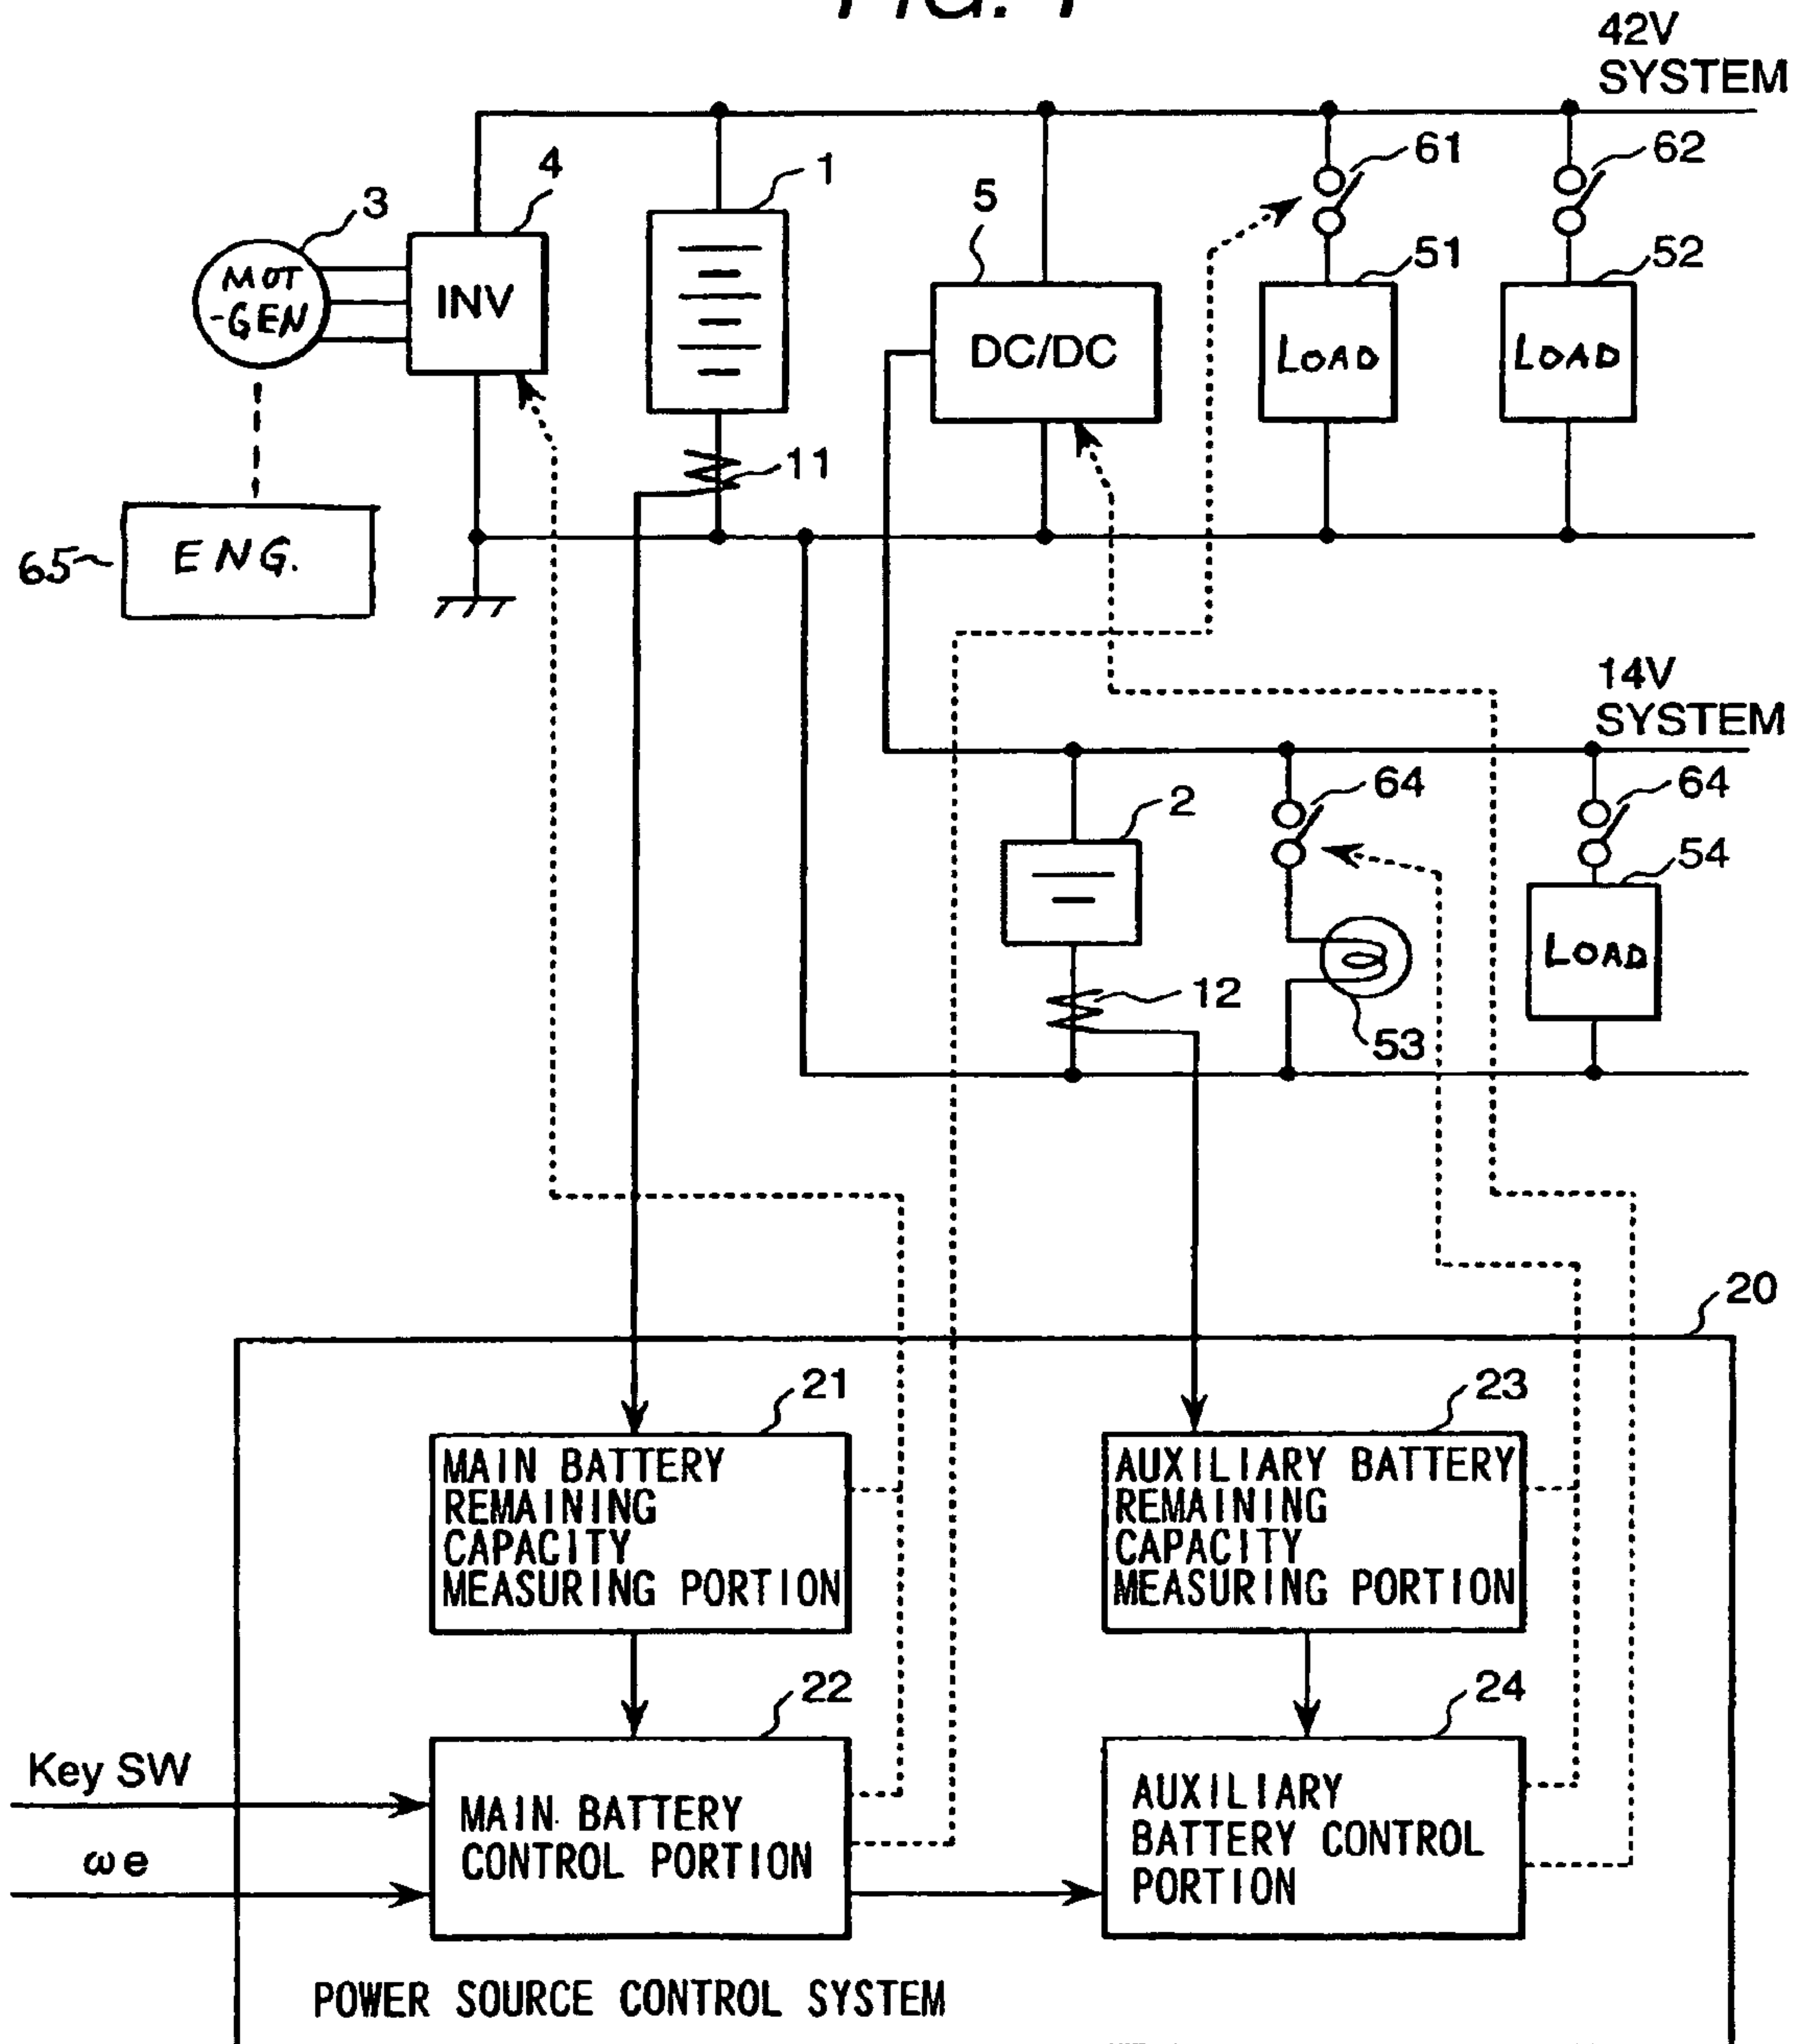 FIG. 1
42V
SYSTEM
61
62
4
1
3
5
51
52
MOT
-GEN
INV
DC/DC
LOAD
LOAD
11
65
ENG.
14V
SYSTEM
64
64
2
54
LOAD
12
53
20
21
23
MAIN BATTERY
REMAINING
CAPACITY
MEASURING PORTION
AUXILIARY BATTERY
REMAINING
CAPACITY
MEASURING PORTION
22
24
Key SW
ωe
MAIN BATTERY
CONTROL PORTION
AUXILIARY
BATTERY CONTROL
PORTION
POWER SOURCE CONTROL SYSTEM